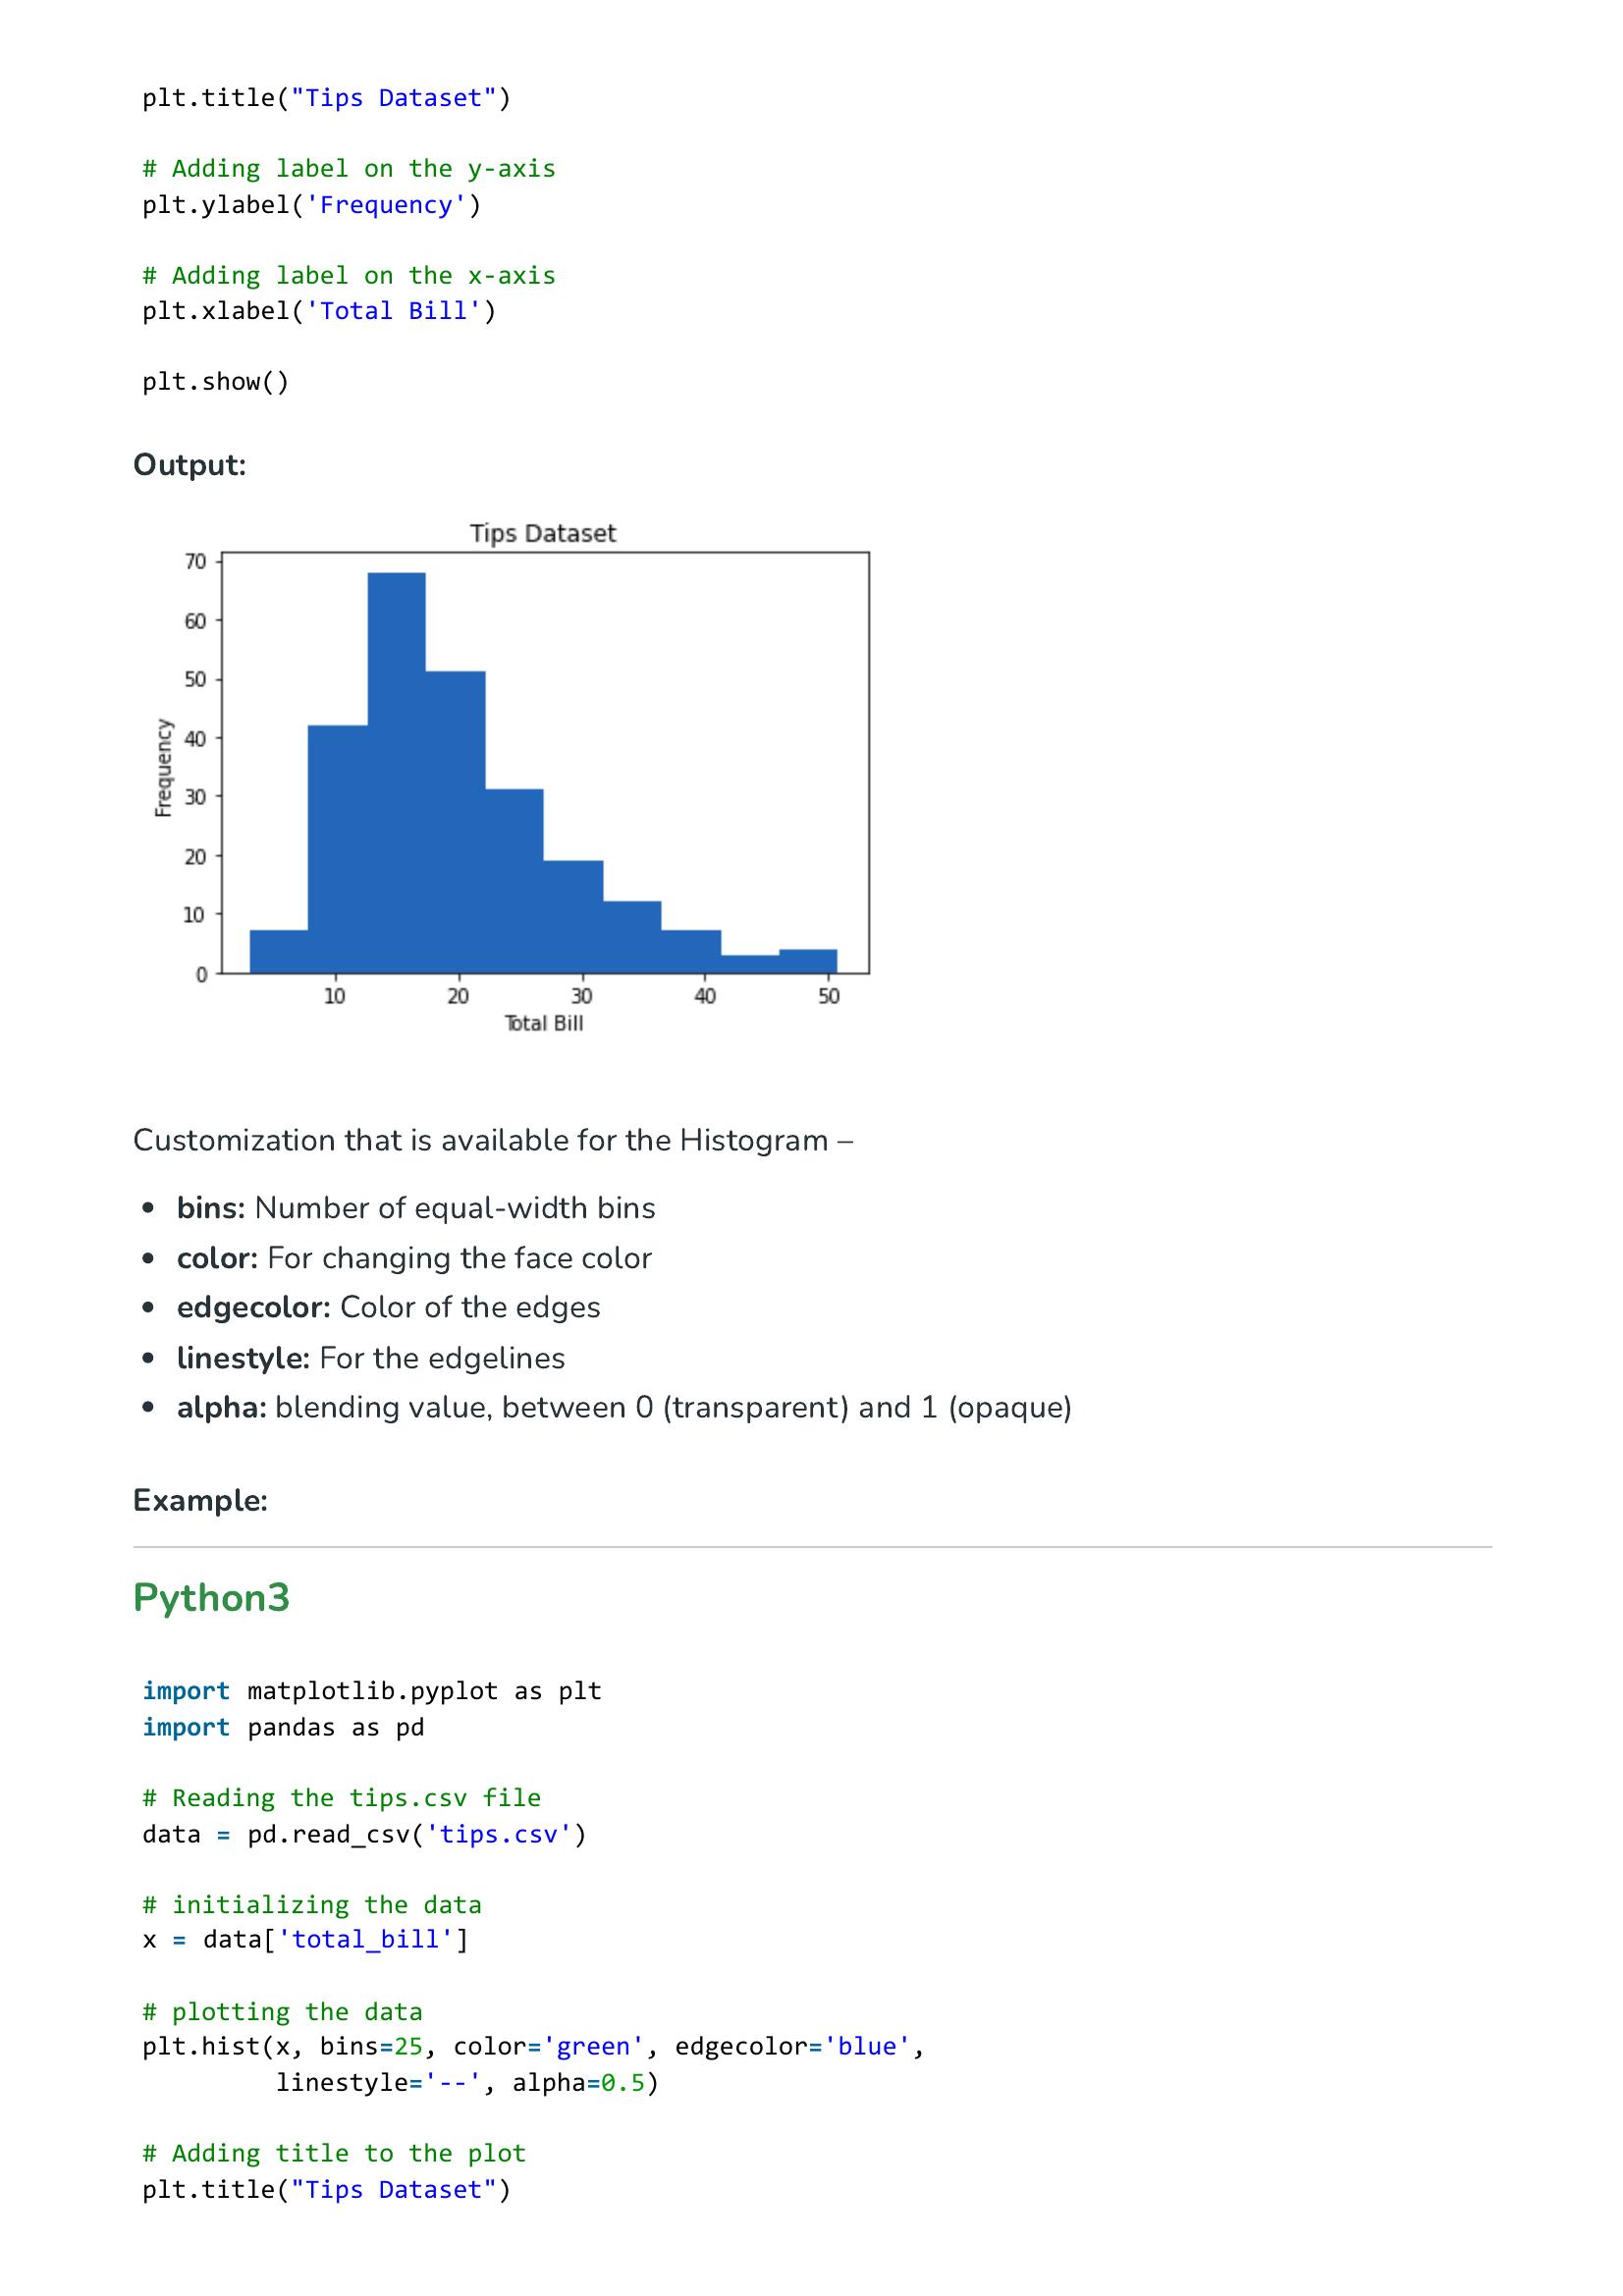 plt.title("Tips Dataset")
# Adding label on the y-axis
plt.ylabel('Frequency')
# Adding label on the x-axis
plt.xlabel('Total Bill')
plt.show()
Output:
Tips Dataset
70
60
50
40
30
20
10
0
Frequency
10 20 30 40 50
Total Bill
Customization that is available for the Histogram –
• bins: Number of equal-width bins
• color: For changing the face color
• edgecolor: Color of the edges
• linestyle: For the edgelines
• alpha: blending value, between 0 (transparent) and 1 (opaque)
Example:
Python3
import matplotlib.pyplot as plt
import pandas as pd
# Reading the tips.csv file
data = pd.read_csv('tips.csv')
# initializing the data
x = data['total_bill']
# plotting the data
plt.hist(x, bins=25, color='green', edgecolor='blue',
         linestyle='--', alpha=0.5)
# Adding title to the plot
plt.title("Tips Dataset")